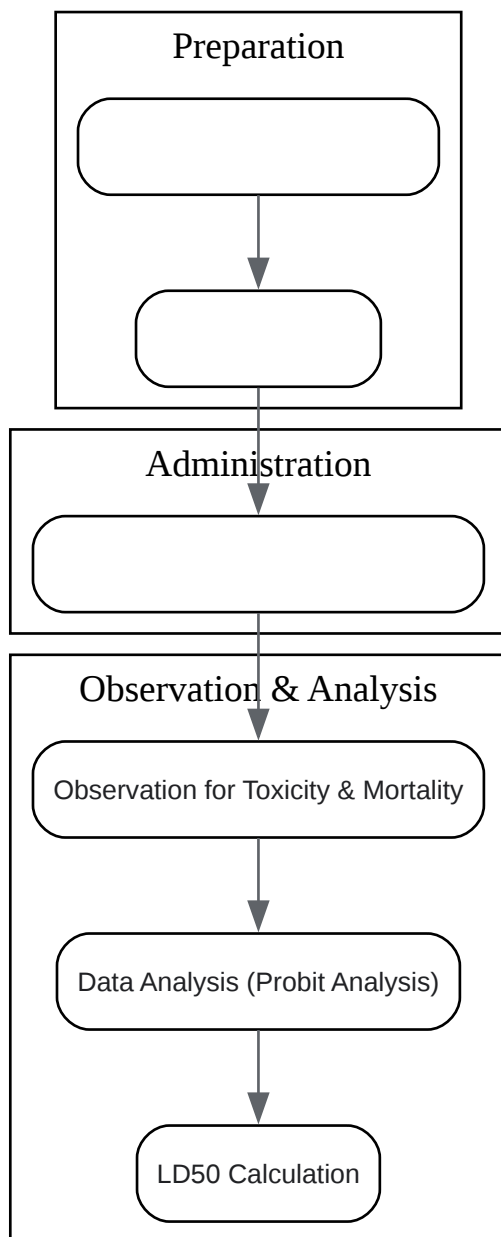 Preparation
Administration
Observation & Analysis
Observation for Toxicity & Mortality
Data Analysis (Probit Analysis)
LD50 Calculation